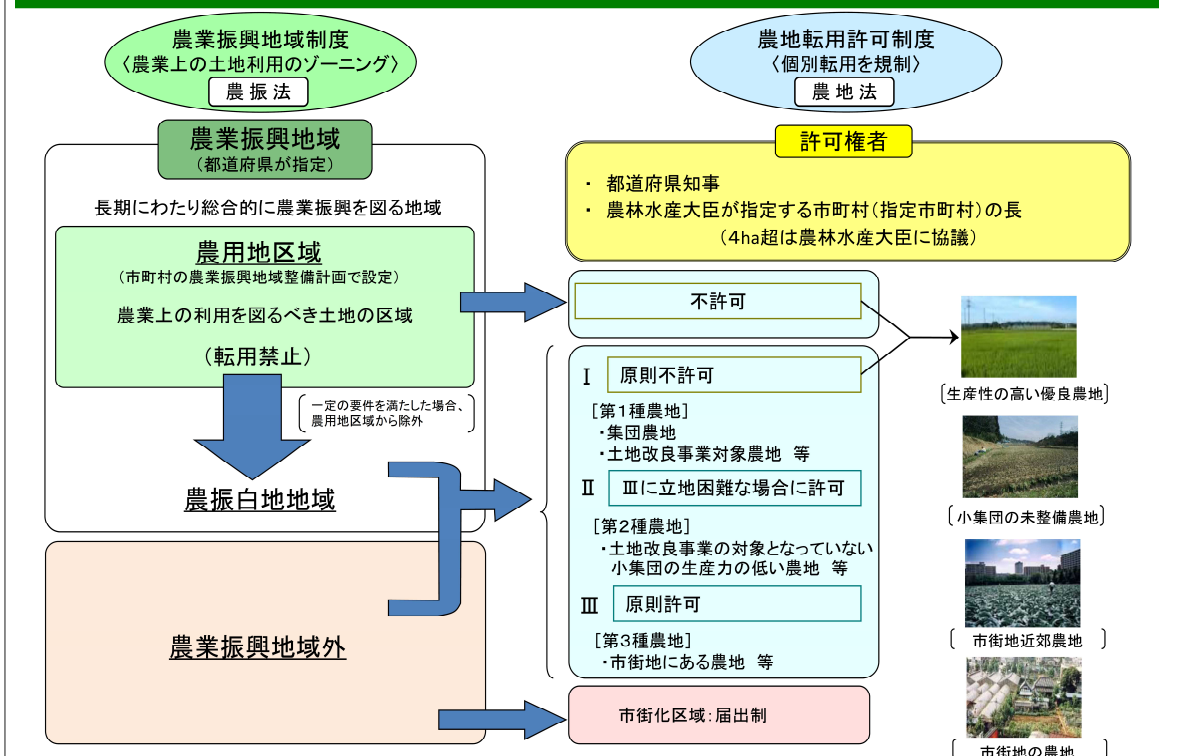 農業振興地域制度
〈農業上の土地利用のゾーニング〉
農振法
農地転用許可制度
〈個別転用を規制〉
農地法
農業振興地域
(都道府県が指定)
長期にわたり総合的に農業振興を図る地域
農用地区域
(市町村の農業振興地域整備計画で設定)
農業上の利用を図るべき土地の区域
(転用禁止)
一定の要件を満たした場合、
農用地区域から除外
農振白地地域
農業振興地域外
許可権者
・ 都道府県知事
・ 農林水産大臣が指定する市町村(指定市町村)の長
(4ha超は農林水産大臣に協議)
不許可
Ⅰ 原則不許可
[第1種農地]
・集団農地
・土地改良事業対象農地 等
Ⅱ Ⅲに立地困難な場合に許可
[第2種農地]
・土地改良事業の対象となっていない
小集団の生産力の低い農地 等
Ⅲ 原則許可
[第3種農地]
・市街地にある農地 等
市街化区域:届出制
〔生産性の高い優良農地〕
〔小集団の未整備農地〕
〔市街地近郊農地〕
〔市街地の農地〕